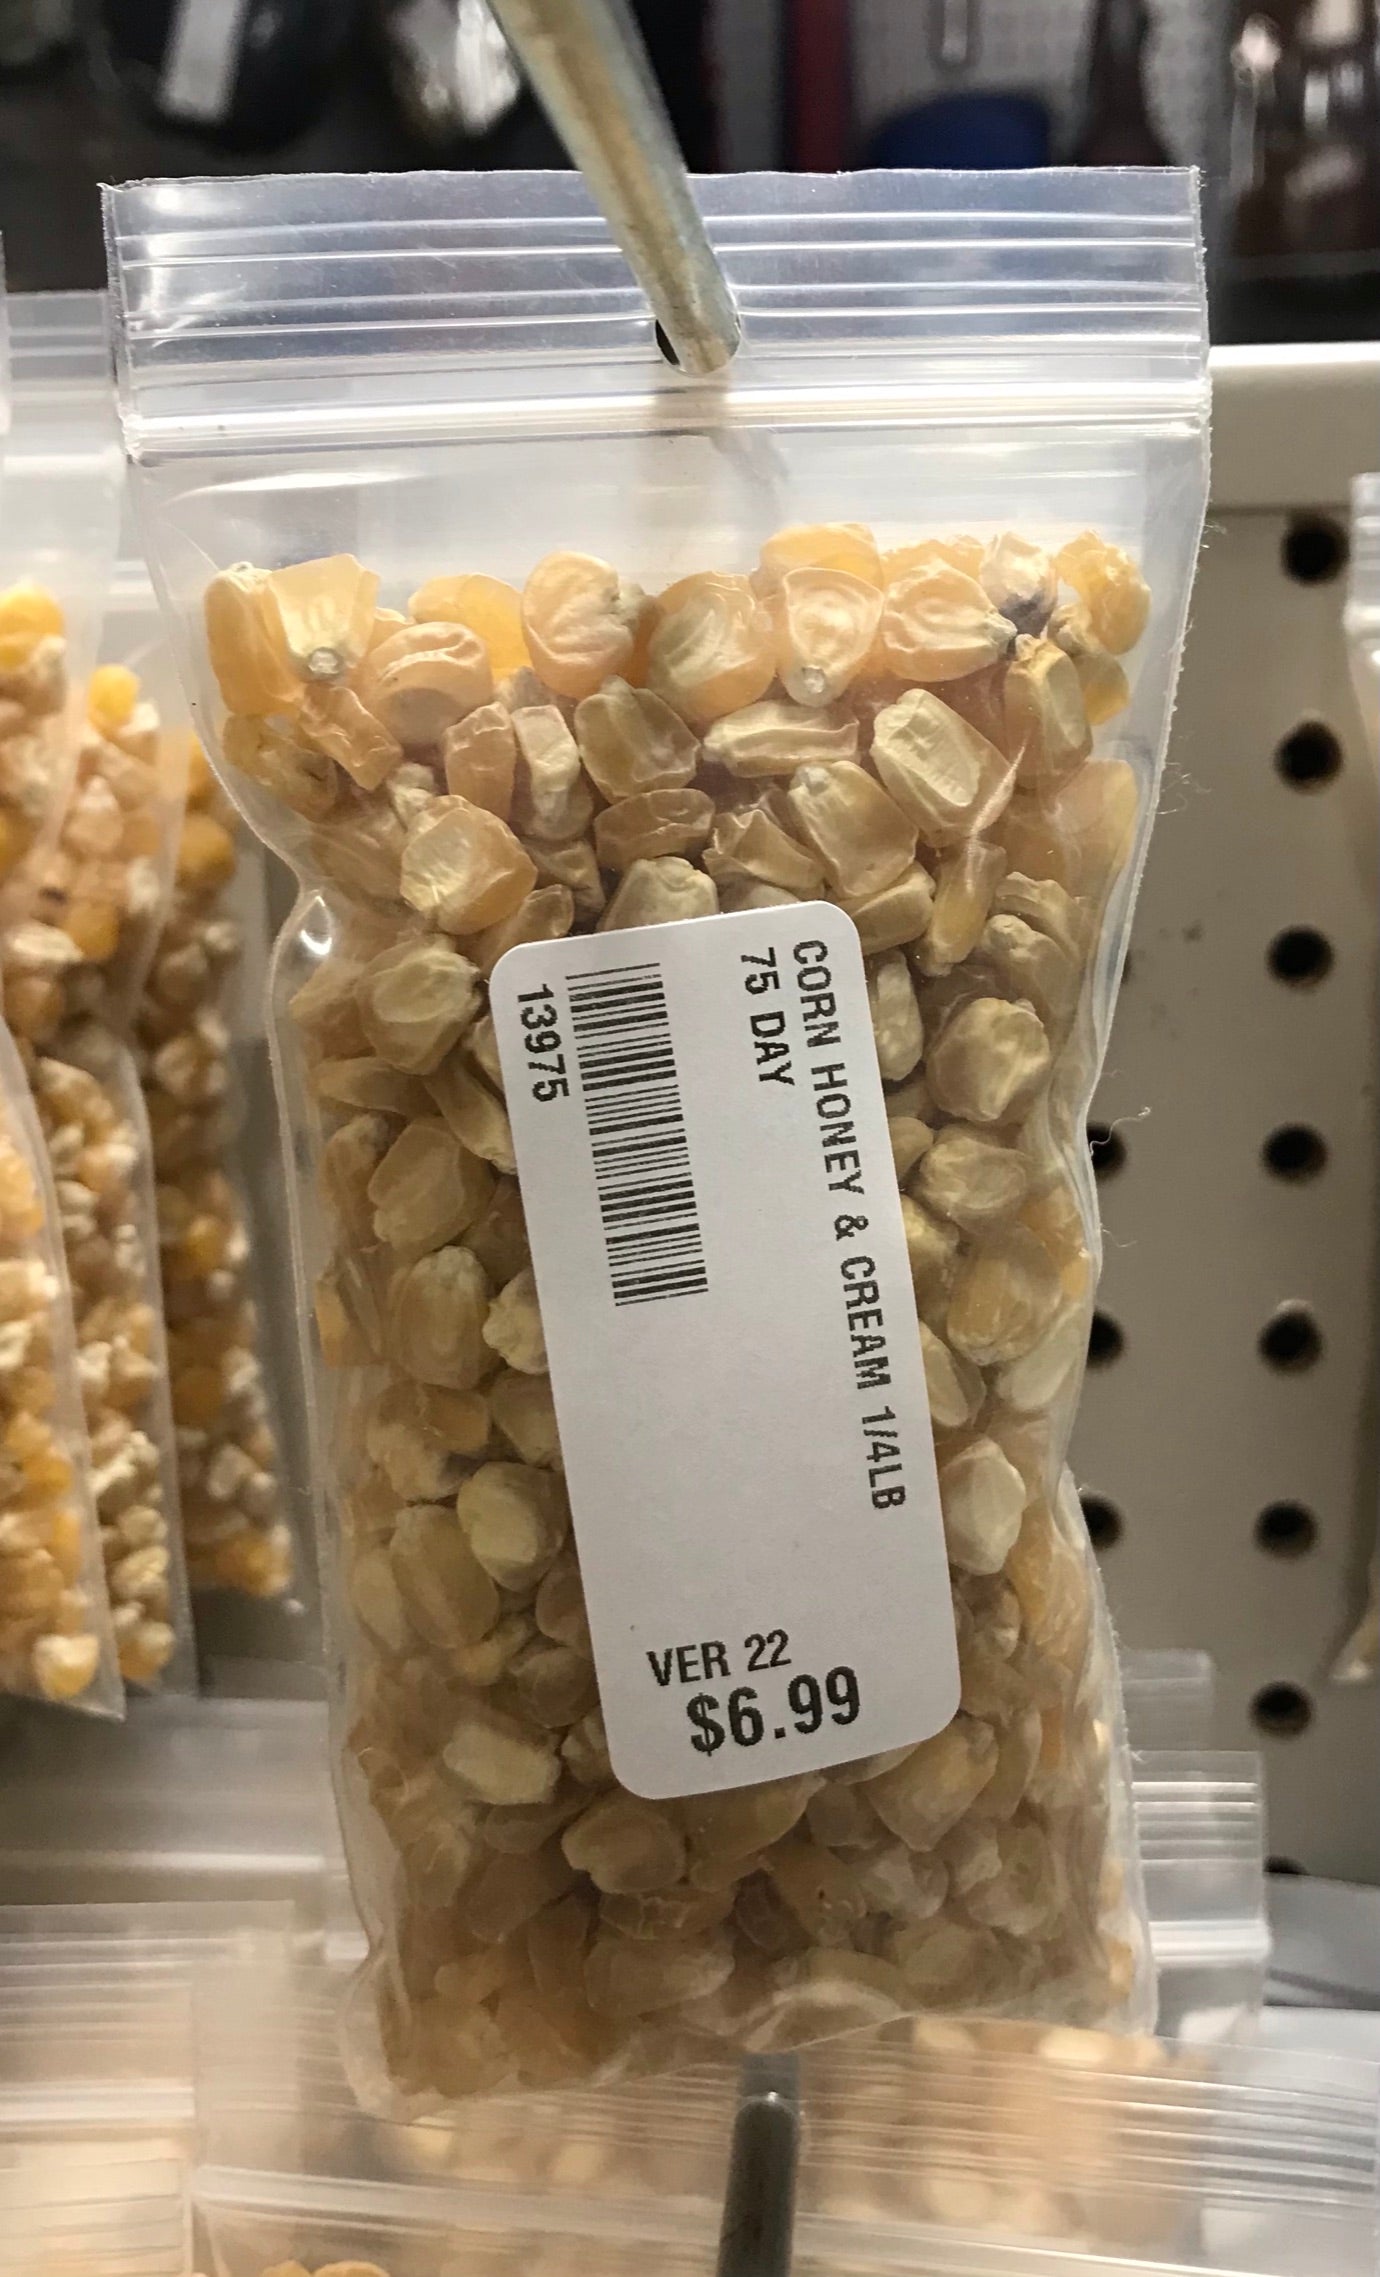 CORN HONEY & CREAM 1/4LB
75 DAY
13975
VER 22
$6.99